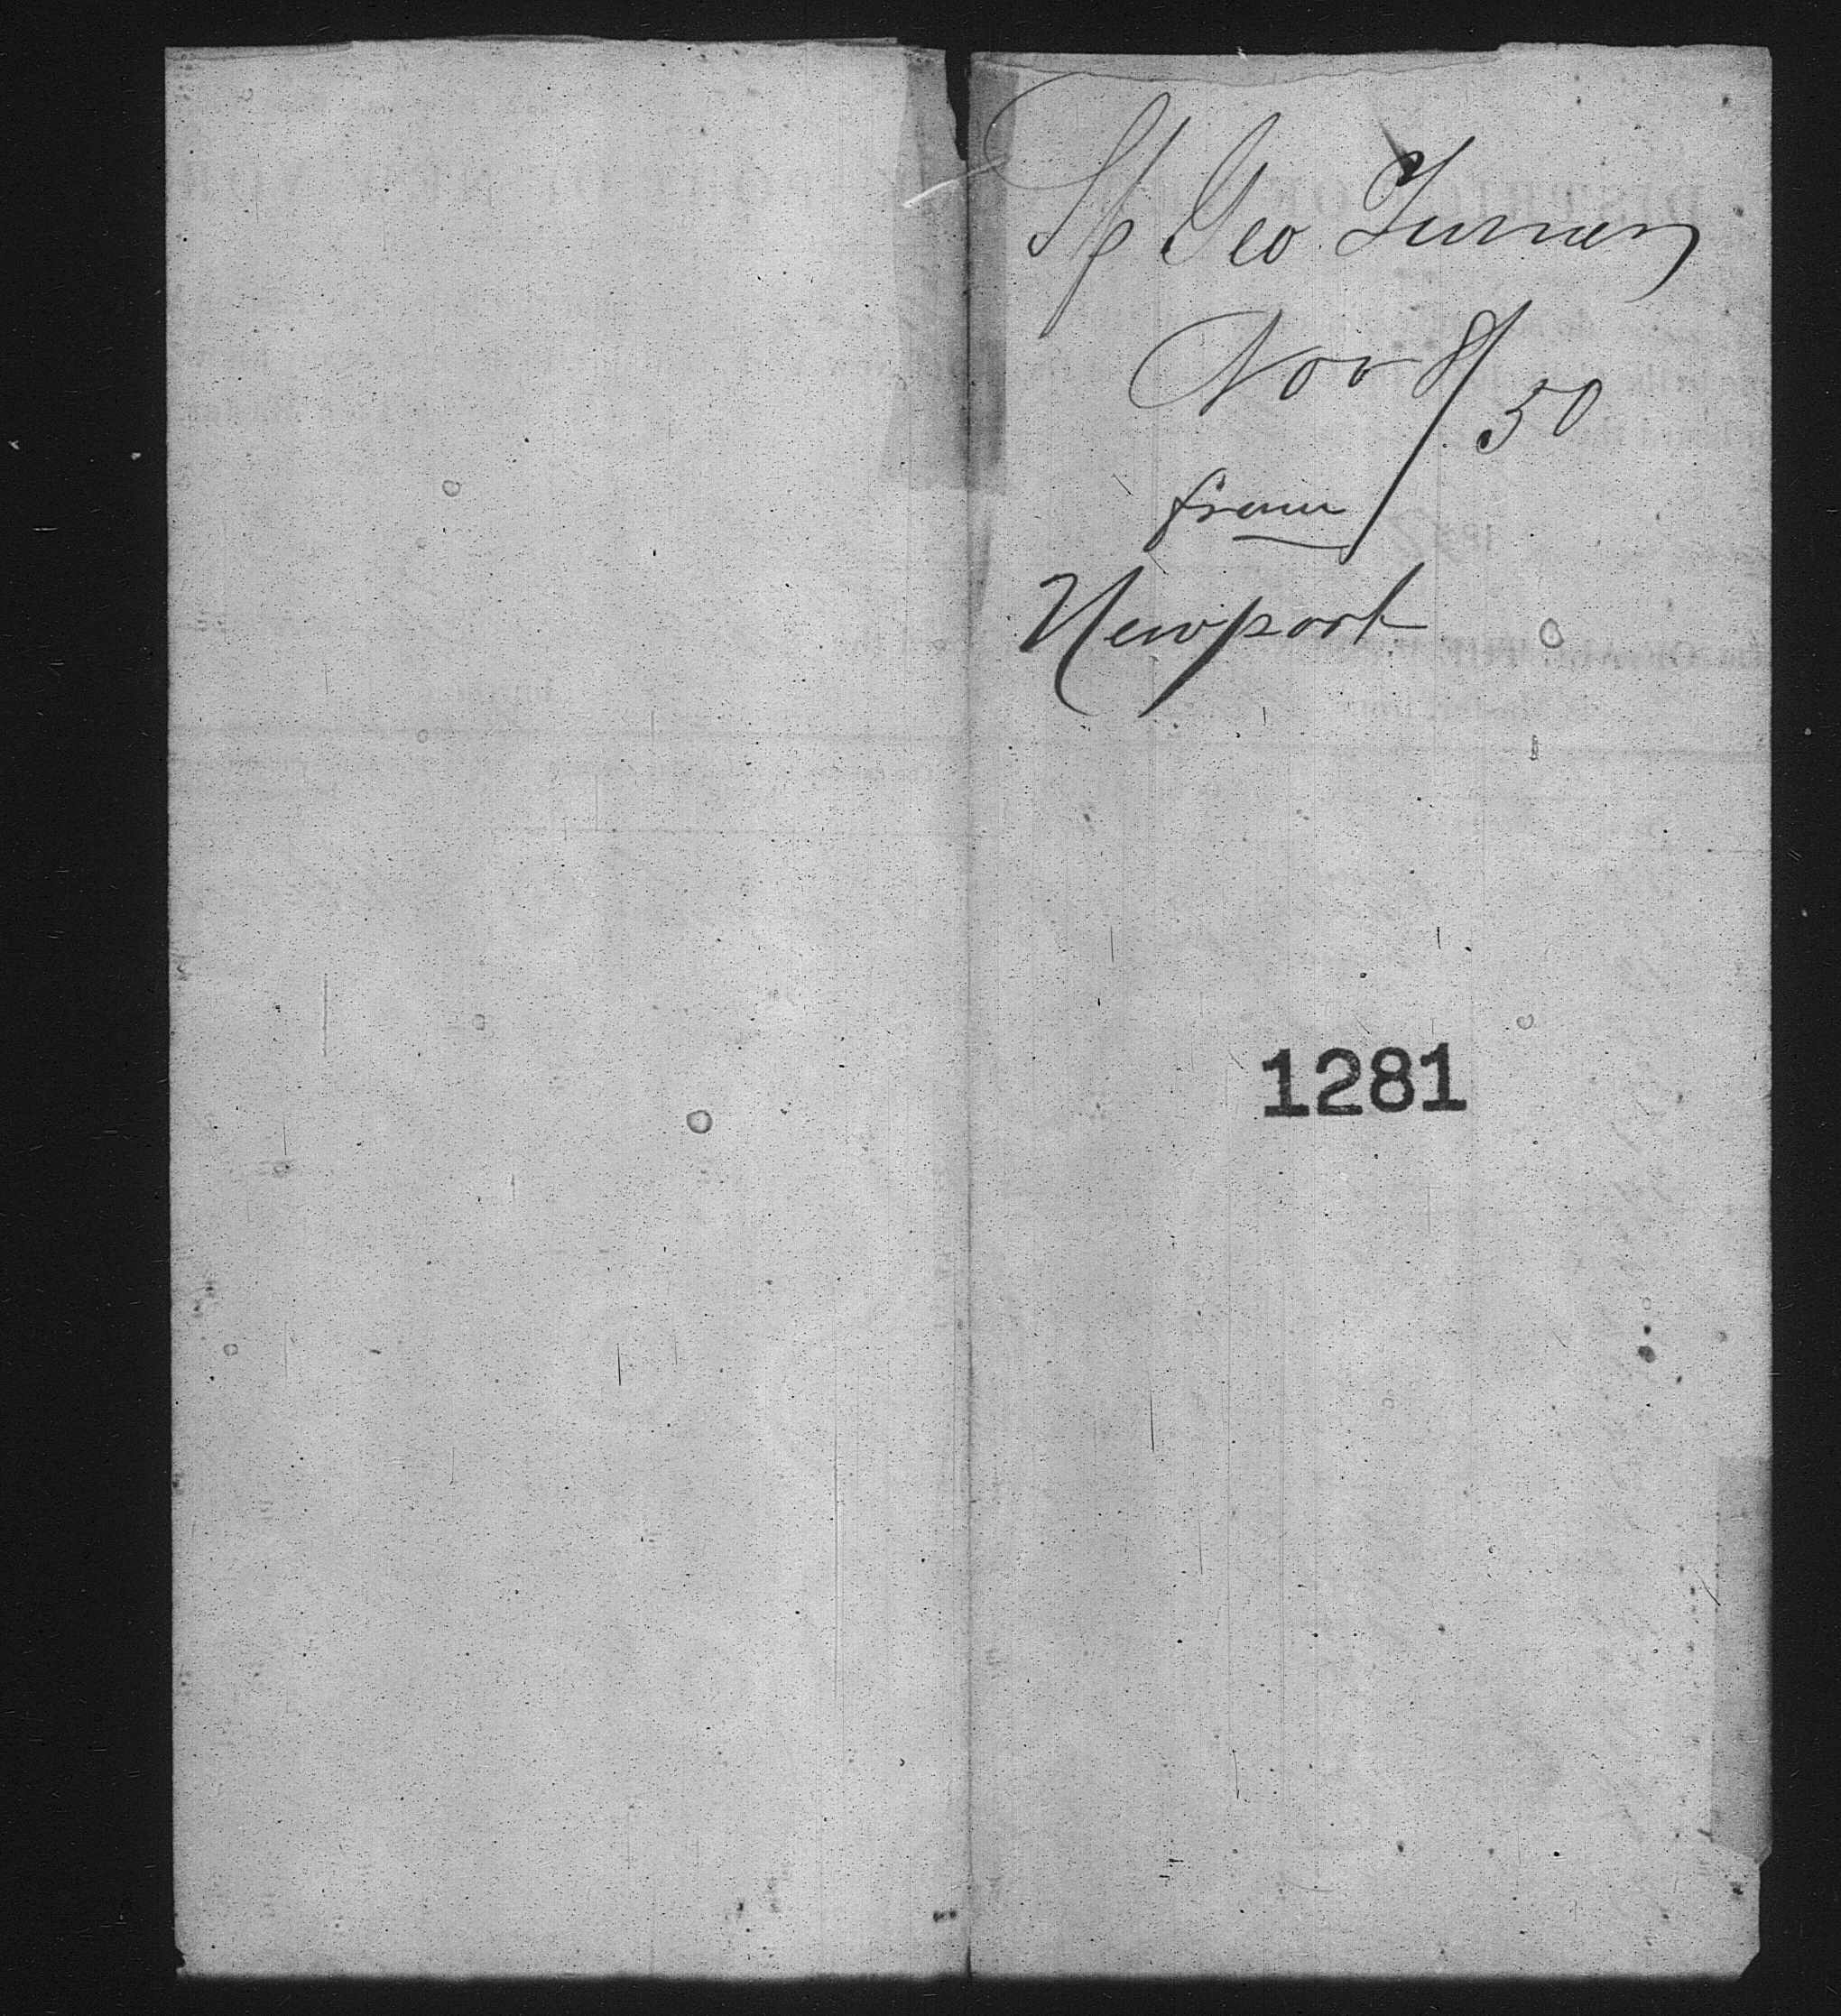 Sp Geo. Turner
Nov 8/50
from
Newport
1281